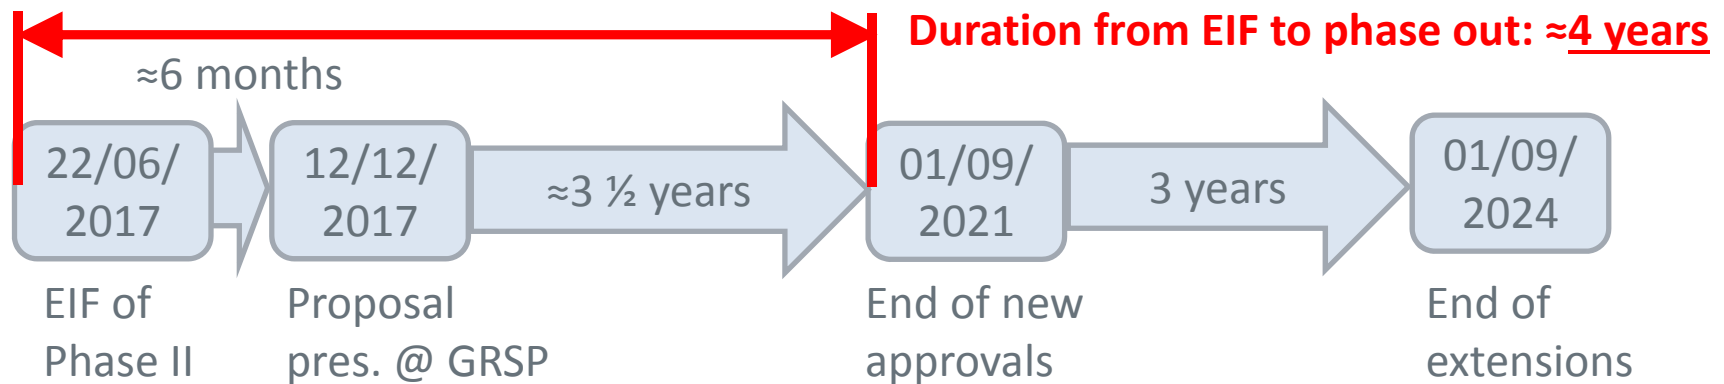 Duration from EIF to phase out: ≈4 years
≈6 months
22/06/
2017
12/12/
2017
≈3 ½ years
01/09/
2021
3 years
01/09/
2024
EIF of
Phase II
Proposal
pres. @ GRSP
End of new
approvals
End of
extensions